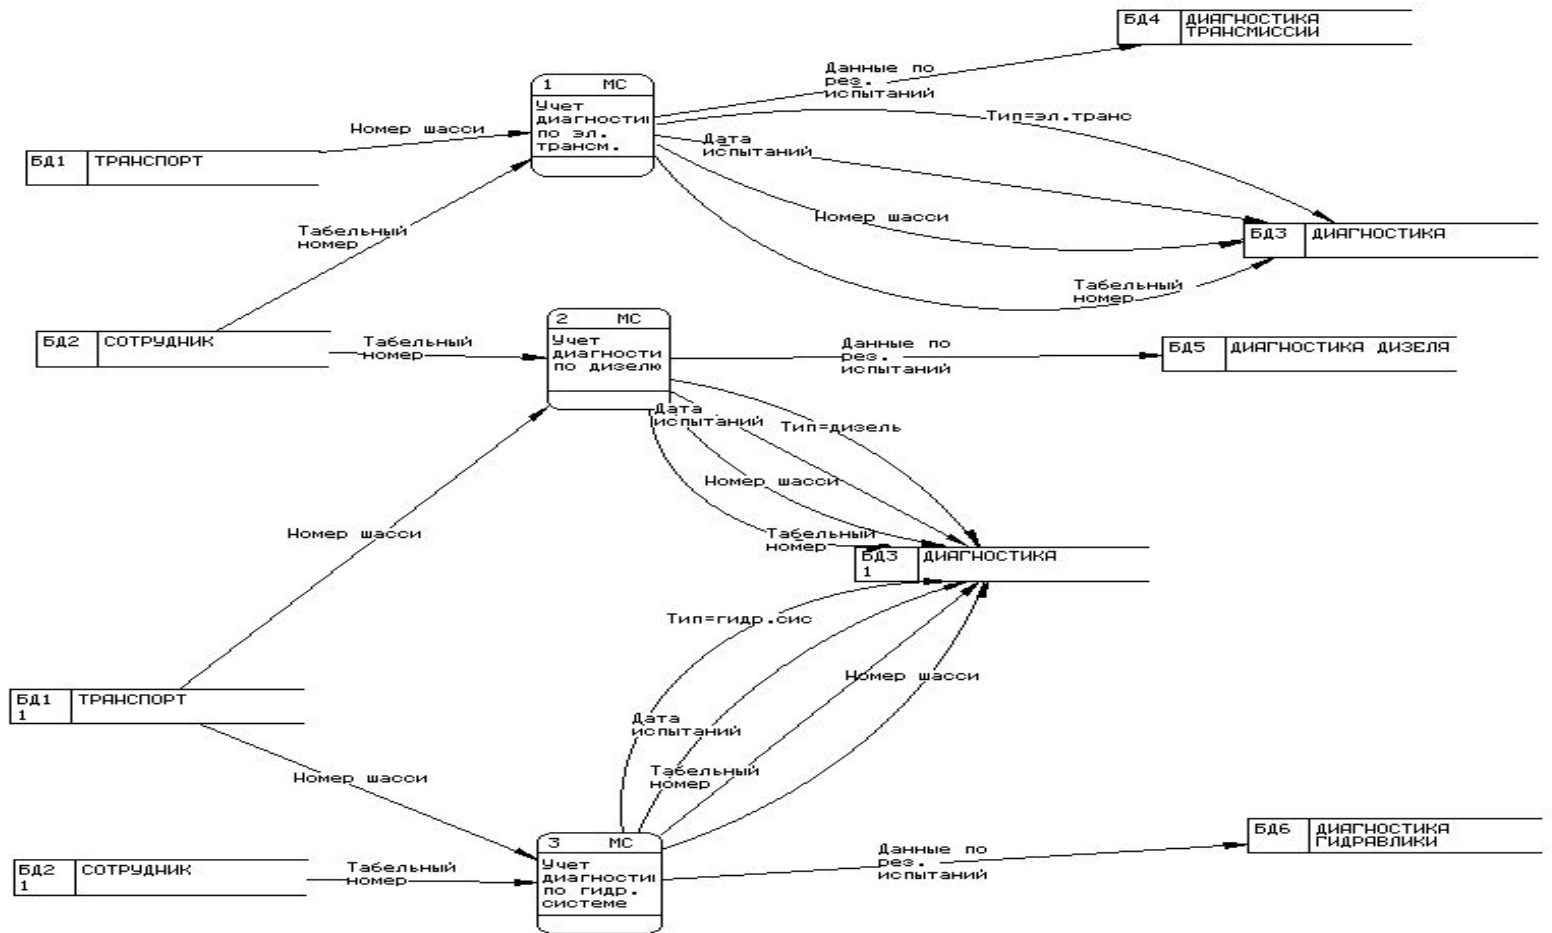 БД4 ДИАГНОСТИКА
ТРАНСМИССИИ
Данные по
рез.
испытаний
1 МС
Учет
диагностик
по эл.
трансм.
Тип=эл.транс
Номер шасси
Дата
испытаний
БД1 ТРАНСПОРТ
Номер шасси
Табельный
номер
БД3 ДИАГНОСТИКА
Табельный
номер
2 МС
БД2 СОТРУДНИК
Табельный
номер
Учет
диагности
по дизелю
Данные по
рез.
испытаний
БД5 ДИАГНОСТИКА ДИЗЕЛЯ
Дата
испытаний
Тип=дизель
Номер шасси
Номер шасси
Табельный
номер
БД3 ДИАГНОСТИКА
1
Тип=гидр.сис
Номер шасси
БД1 ТРАНСПОРТ
1
Дата
испытаний
Номер шасси
Табельный
номер
БД6 ДИАГНОСТИКА
ГИДРАВЛИКИ
3 МС
Учет
диагностик
по гидр.
системе
Данные по
рез.
испытаний
БД2 СОТРУДНИК
1
Табельный
номер